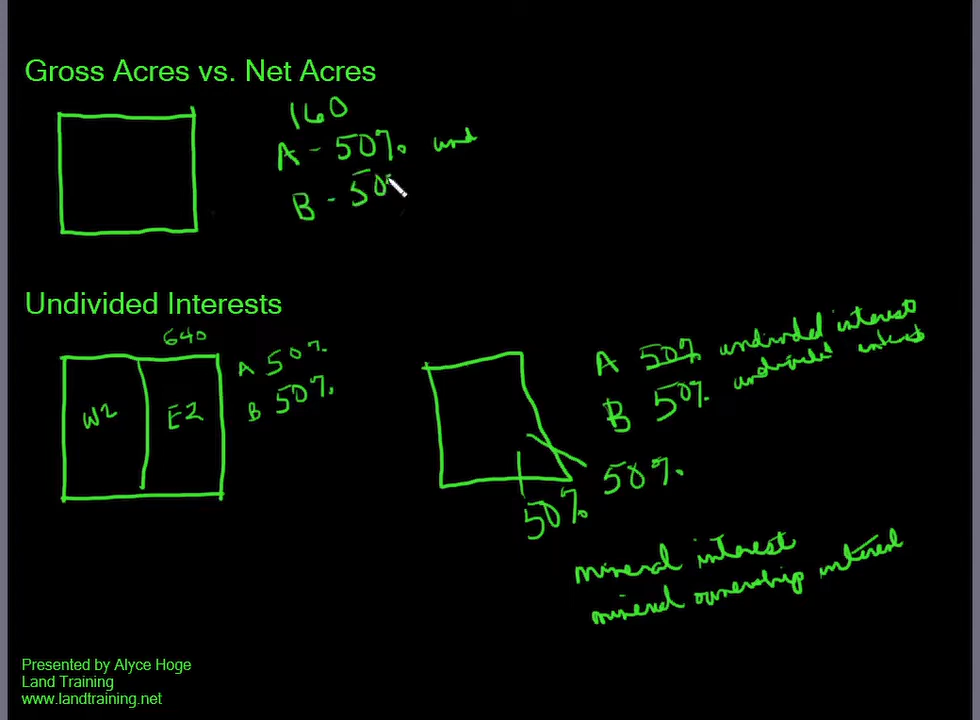 Gross Acres vs. Net Acres
160
A - 50% und
B - 50%
Undivided Interests
640
W2
E2
A 50%
B 50%
A 50% undivided interest
B 50% undivided interest
50%
50%
mineral interest
mineral ownership interest
Presented by Alyce Hoge
Land Training
www.landtraining.net